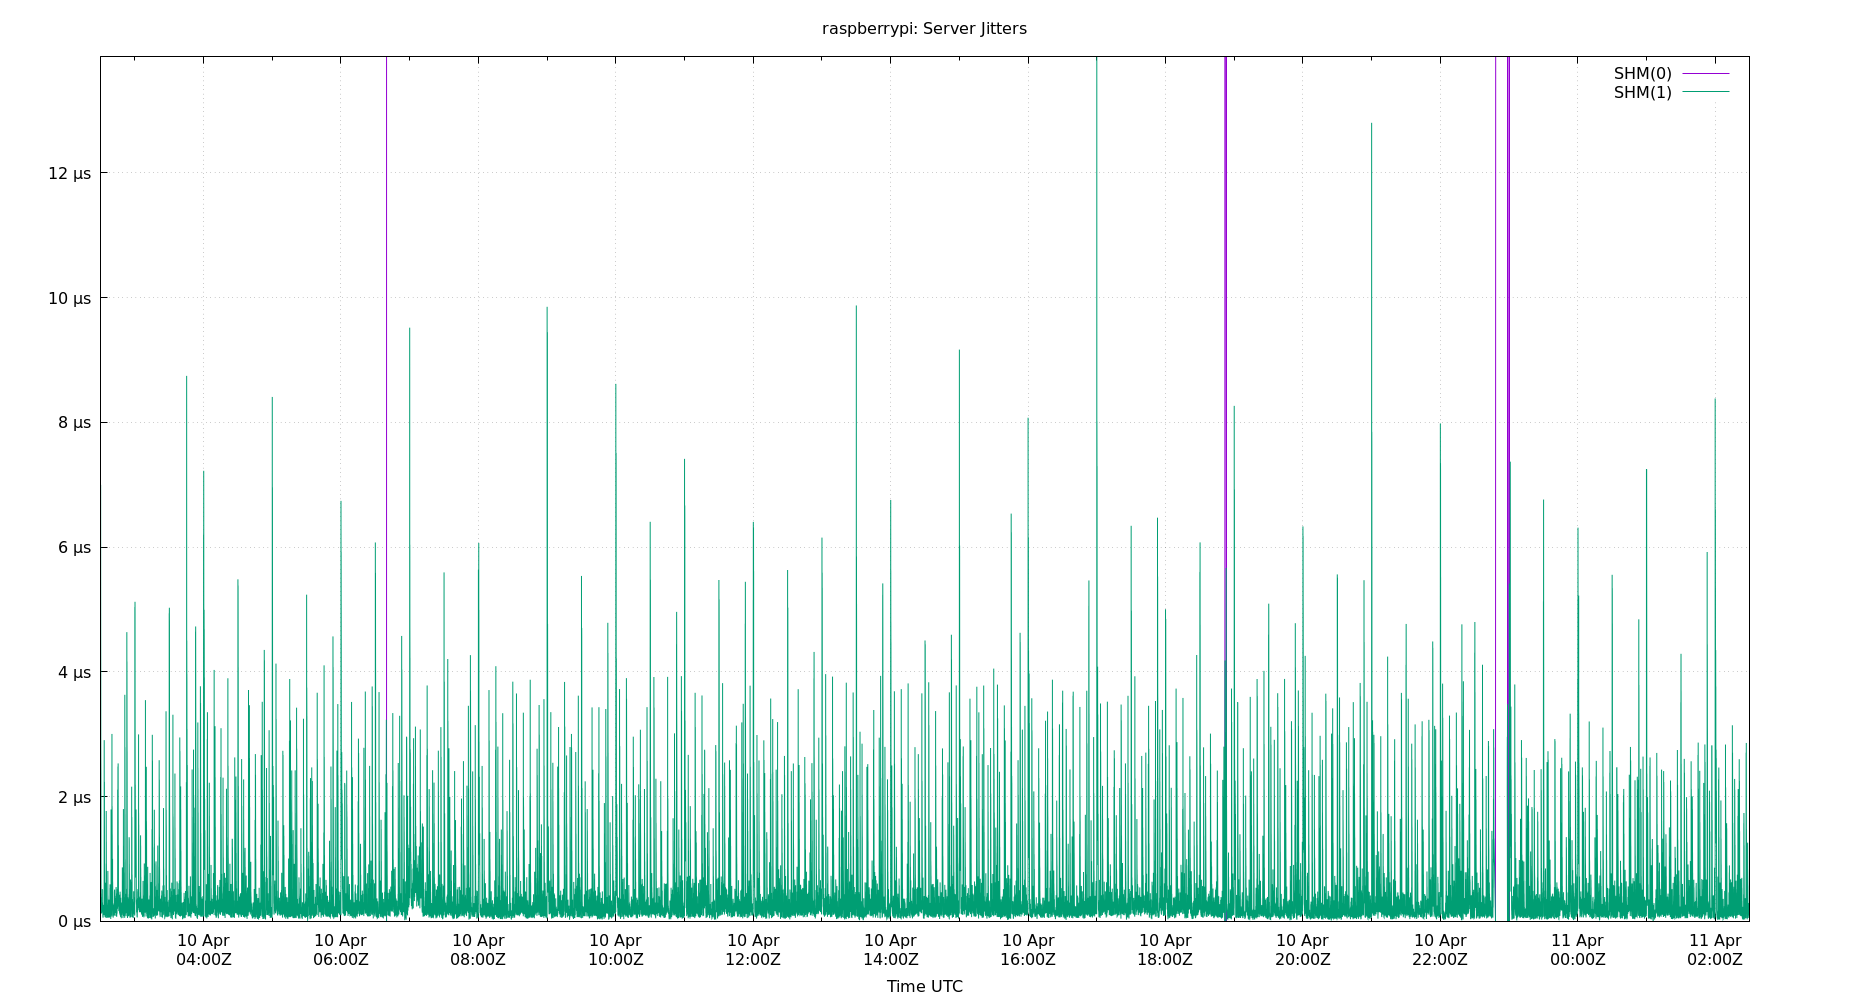 raspberrypi: Server Jitters
SHM(0)
SHM(1)
12 µs
10 µs
8 µs
6 µs
4 µs
2 µs
0 µs
10 Apr 10 Apr 10 Apr 10 Apr 10 Apr 10 Apr 10 Apr 10 Apr 10 Apr 10 Apr 11 Apr 11 Apr
04:00Z 06:00Z 08:00Z 10:00Z 12:00Z 14:00Z 16:00Z 18:00Z 20:00Z 22:00Z 00:00Z 02:00Z
Time UTC